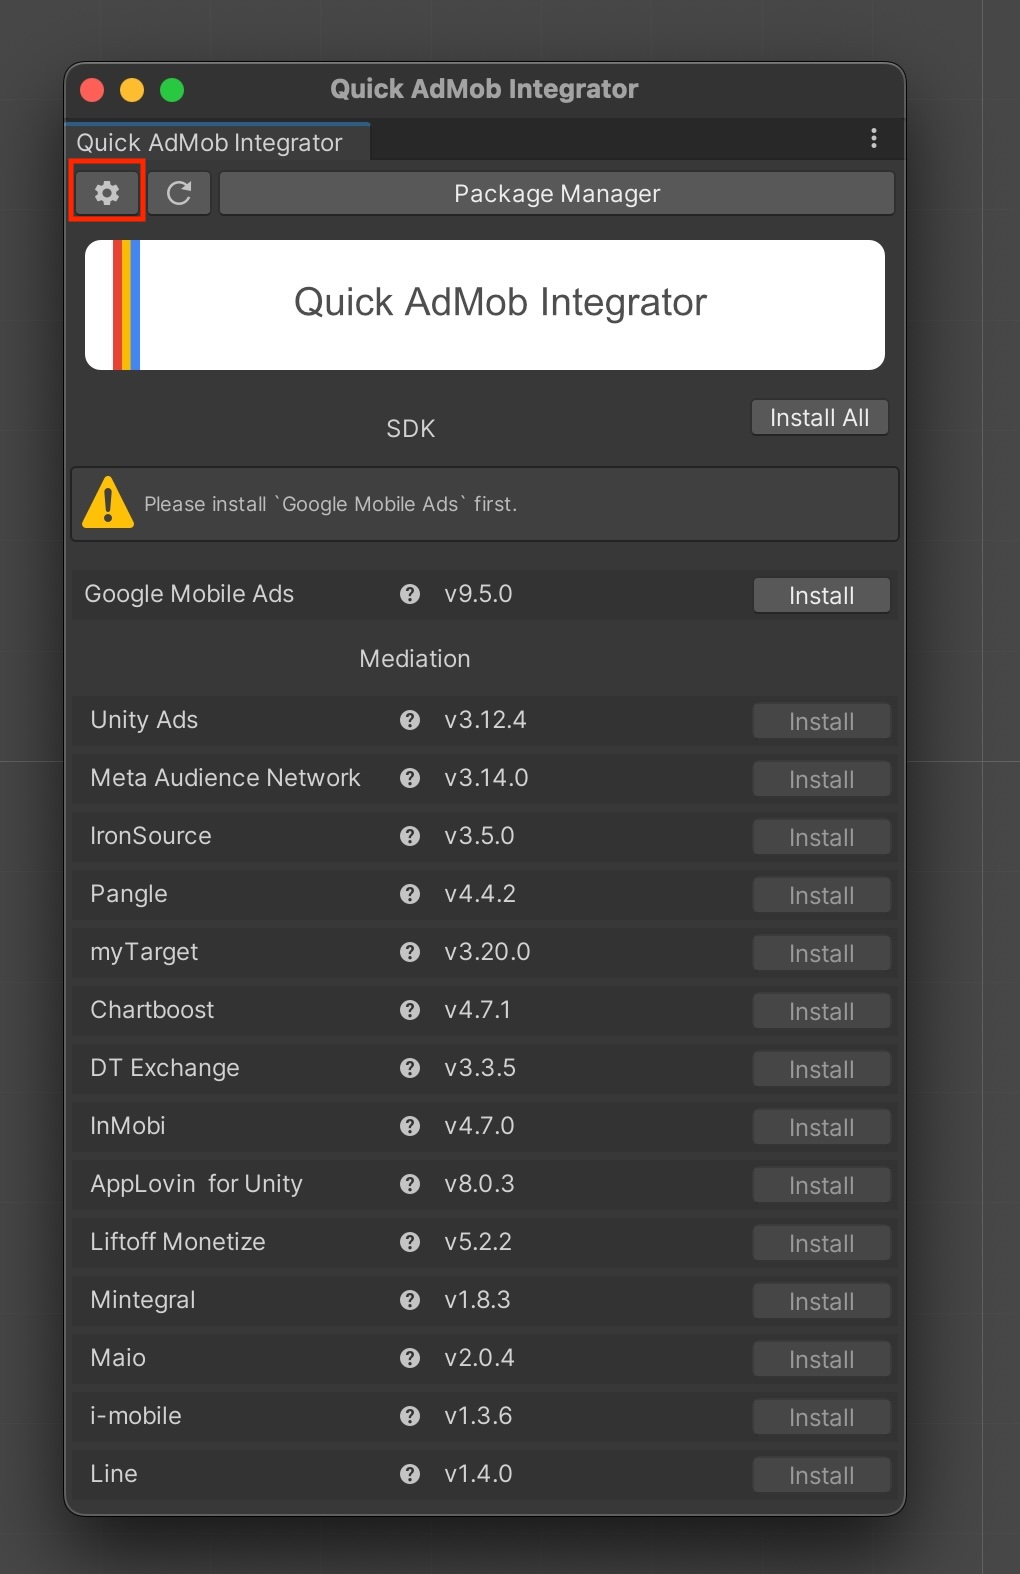 Quick AdMob Integrator
Quick AdMob Integrator
Package Manager
Quick AdMob Integrator
SDK
Install All
Please install `Google Mobile Ads` first.
Google Mobile Ads v9.5.0 Install
Mediation
Unity Ads v3.12.4 Install
Meta Audience Network v3.14.0 Install
IronSource v3.5.0 Install
Pangle v4.4.2 Install
myTarget v3.20.0 Install
Chartboost v4.7.1 Install
DT Exchange v3.3.5 Install
InMobi v4.7.0 Install
AppLovin  for Unity v8.0.3 Install
Liftoff Monetize v5.2.2 Install
Mintegral v1.8.3 Install
Maio v2.0.4 Install
i-mobile v1.3.6 Install
Line v1.4.0 Install